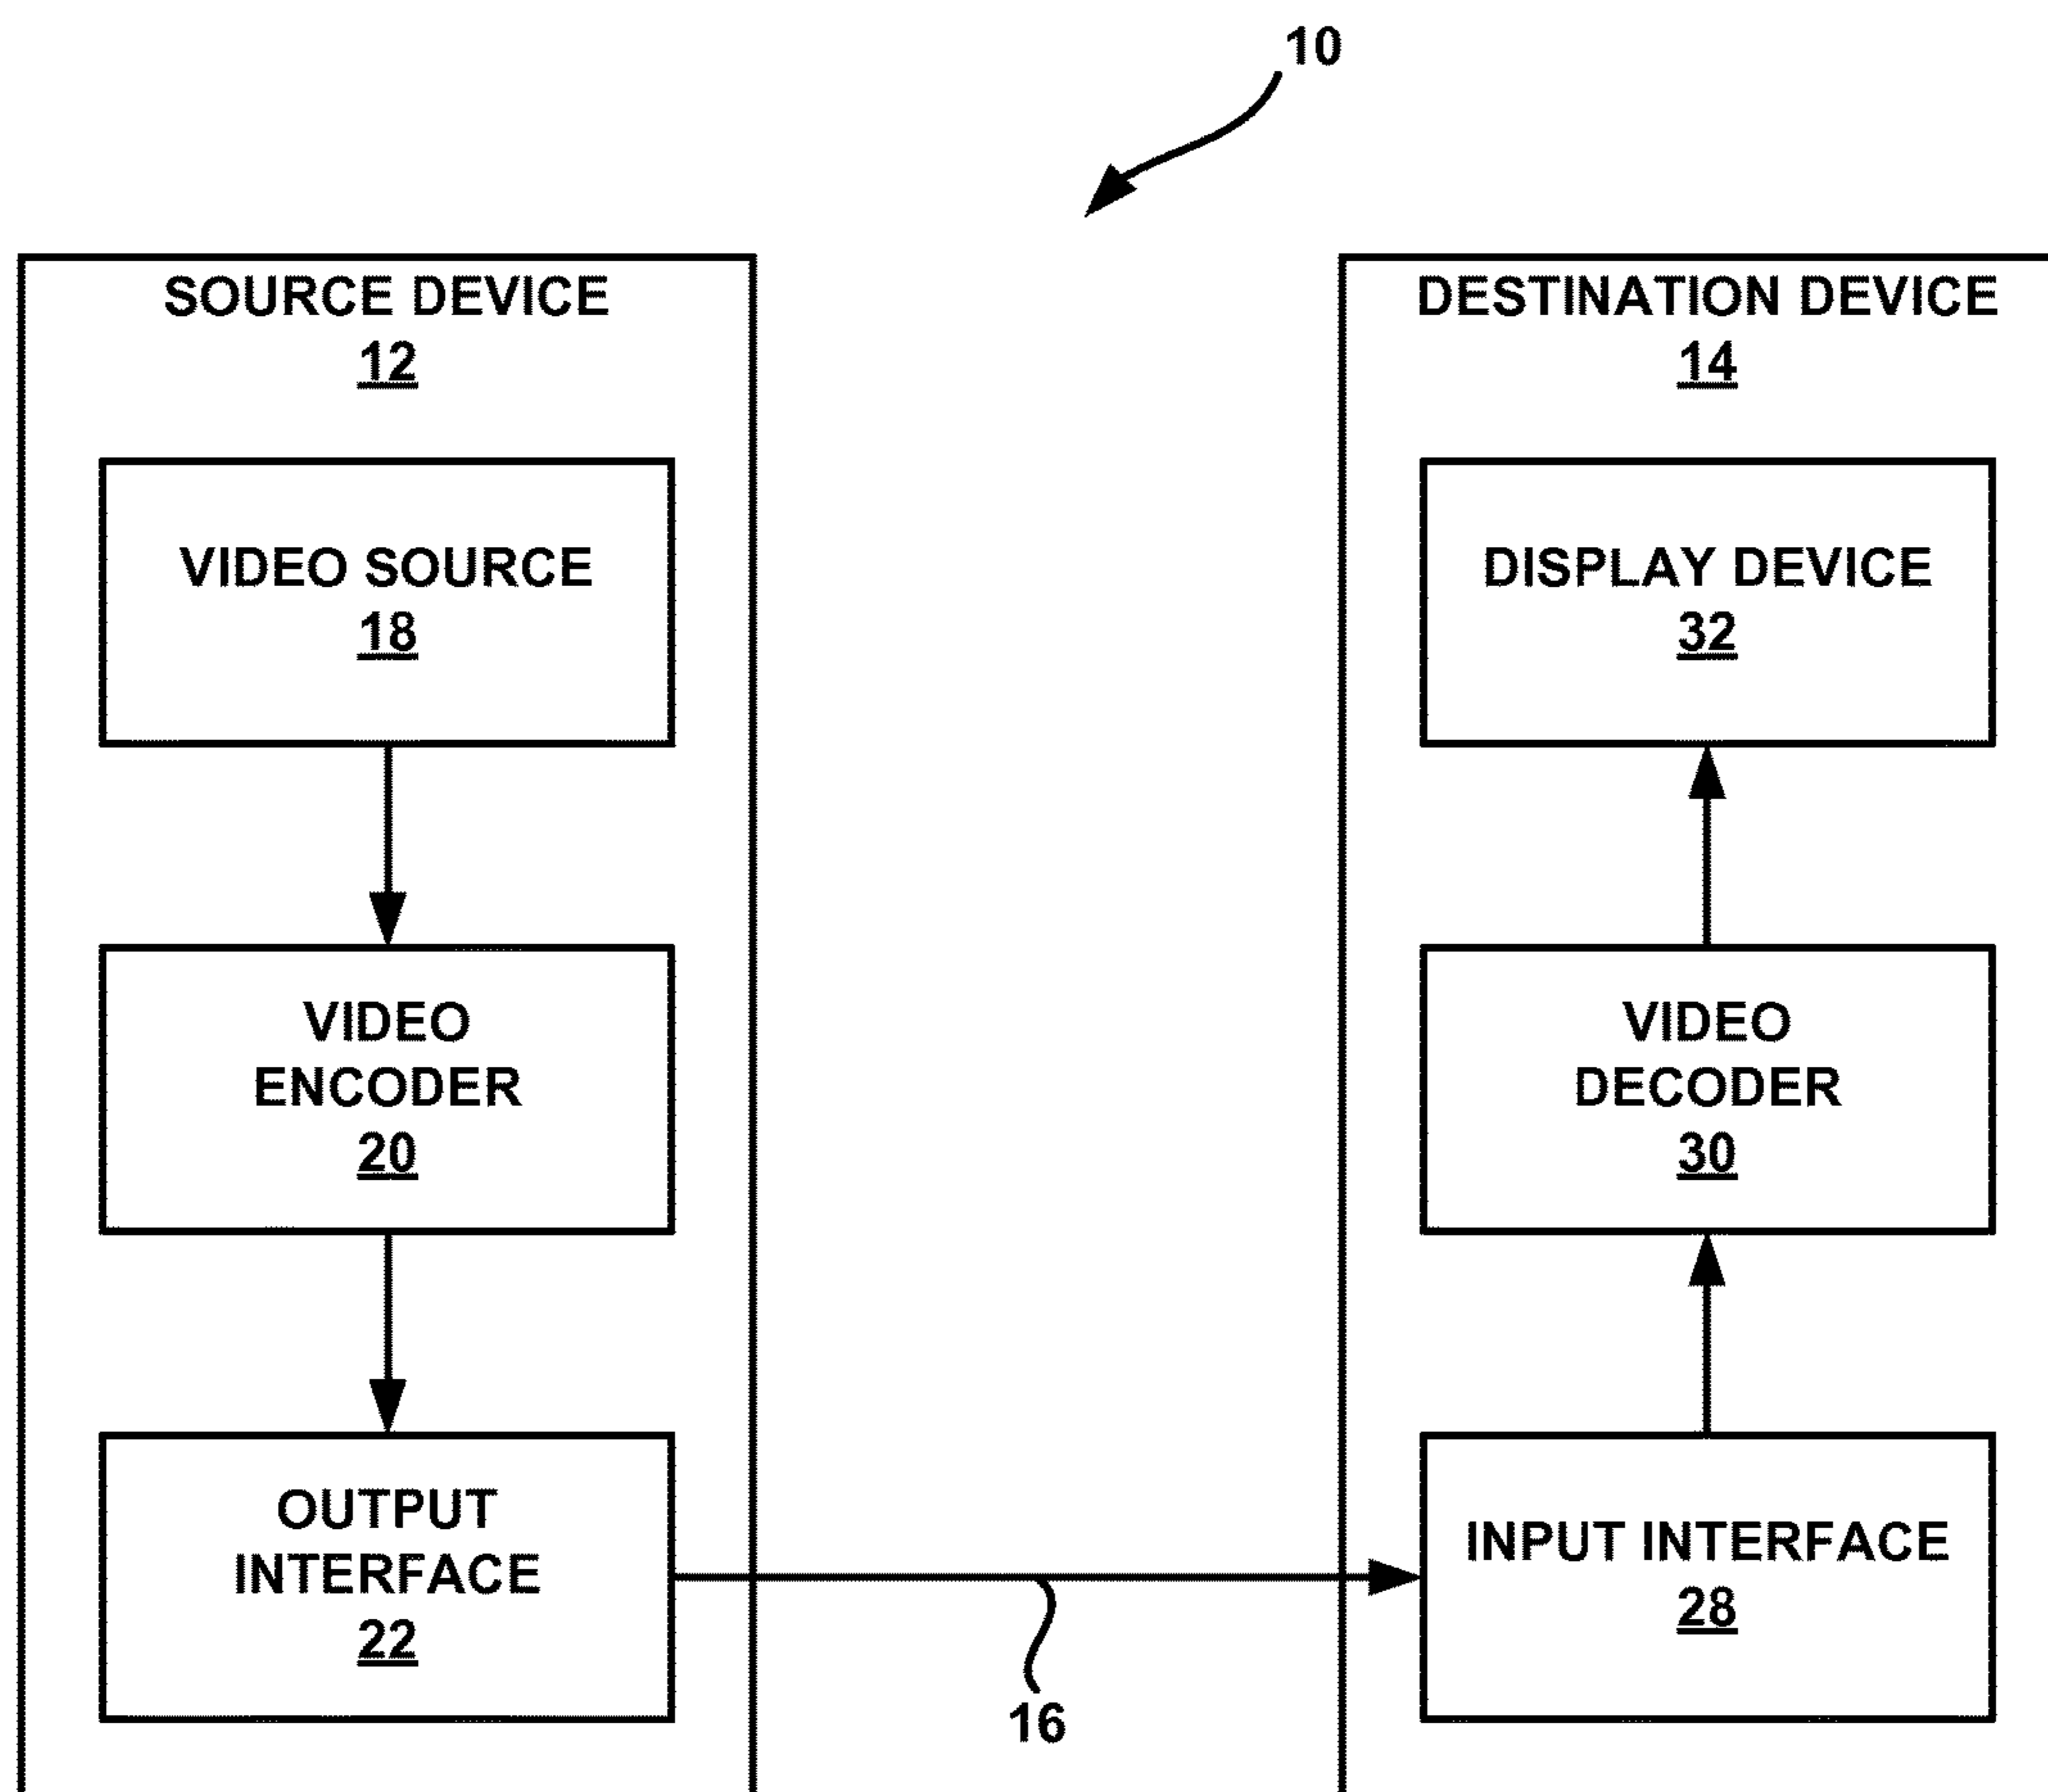 10
SOURCE DEVICE
12
VIDEO SOURCE
18
VIDEO
ENCODER
20
OUTPUT
INTERFACE
22
16
DESTINATION DEVICE
14
DISPLAY DEVICE
32
VIDEO
DECODER
30
INPUT INTERFACE
28